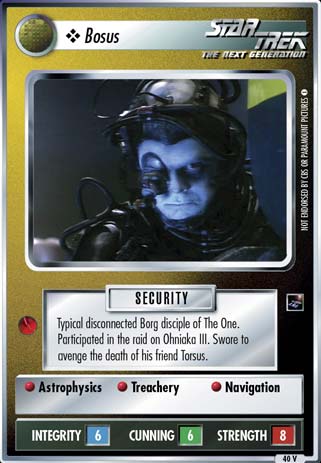 ❖ Bosus
STAR TREK
THE NEXT GENERATION
NOT ENDORSED BY CBS OR PARAMOUNT PICTURES
SECURITY
Typical disconnected Borg disciple of The One.
Participated in the raid on Ohniaka III. Swore to
avenge the death of his friend Torsus.
Astrophysics Treachery Navigation
INTEGRITY 6 CUNNING 6 STRENGTH 8
40 V